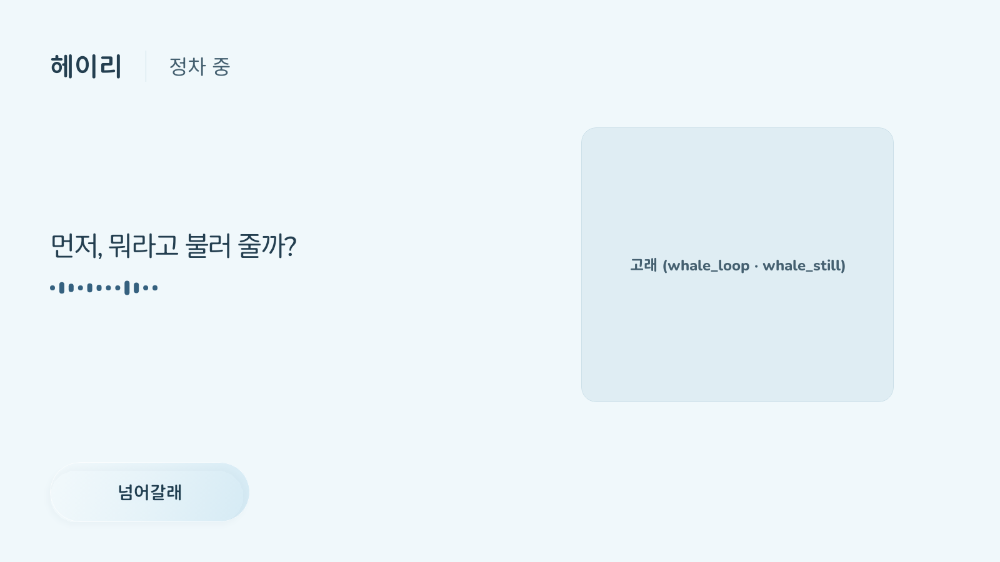 헤이리
정차 중
먼저, 뭐라고 불러 줄까?
고래 (whale_loop · whale_still)
넘어갈래